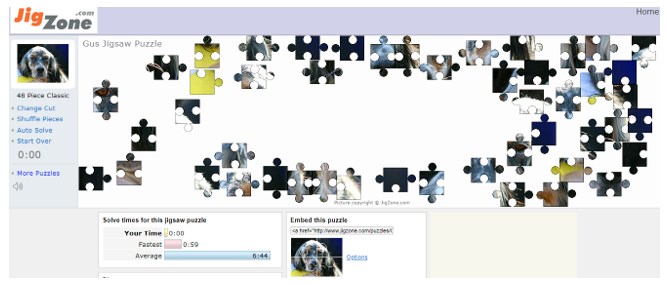 JigZone.com
Home
Gus Jigsaw Puzzle
48 Piece Classic
Change Cut
Shuffle Pieces
Auto Solve
Start Over
0:00
More Puzzles
Picture copyright © JigZone.com
Solve times for this jigsaw puzzle
Your Time 0:00
Fastest 0:59
Average 6:44
Embed this puzzle
<a href="http://www.jigzone.com/puzzles/(
Options